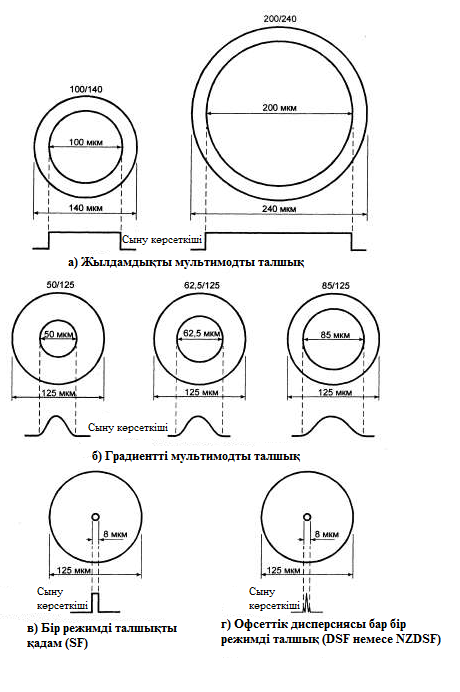 200/240
100/140
200 мкм
100 мкм
140 мкм
240 мкм
Сыну көрсеткіші
а) Жылдамдықты мультимодты талшық
50/125
62,5/125
85/125
50 мкм
62,5 мкм
85 мкм
125 мкм
125 мкм
125 мкм
Сыну көрсеткіші
б) Градиентті мультимодты талшық
8 мкм
8 мкм
125 мкм
125 мкм
Сыну
көрсеткіші
Сыну
көрсеткіші
в) Бір режимді талшықты
қадам (SF)
г) Офсеттік дисперсиясы бар бір
режимді талшық (DSF немесе NZDSF)